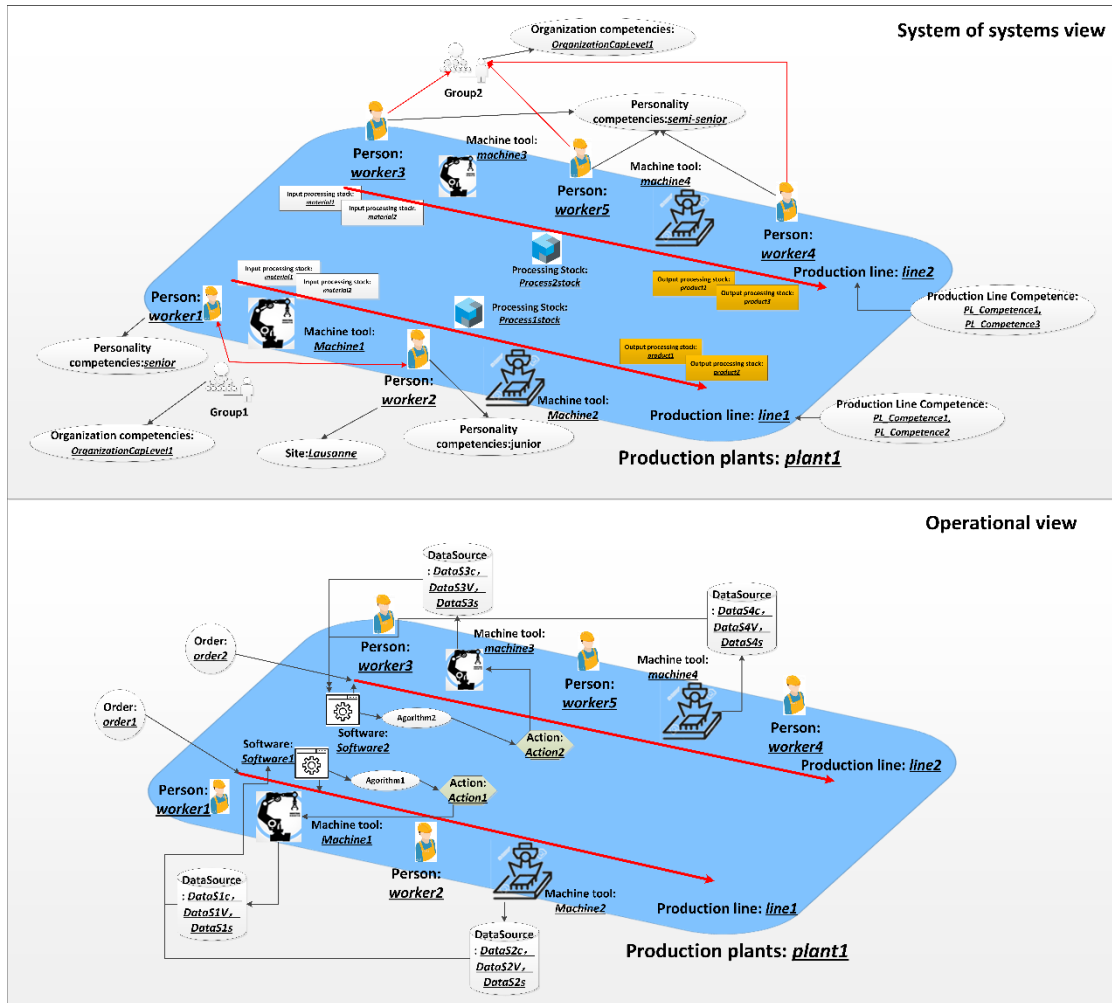 System of systems view
Organization competencies:
OrganizationCapLevel1
Group2
Personality
competencies:semi-senior
Person:
worker3
Machine tool:
machine3
Person:
worker5
Machine tool:
machine4
Person:
worker4
Input processing stock:
material1
Input processing stock:
material2
Processing Stock:
Process2stock
Production line: line2
Output processing stock:
product2
Output processing stock:
product3
Production Line Competence:
PL_Competence1,
PL_Competence3
Input processing stock:
material1
Input processing stock:
material2
Person:
worker1
Machine tool:
Machine1
Processing Stock:
Process1stock
Personality
competencies:senior
Group1
Person:
worker2
Machine tool:
Machine2
Output processing stock:
product1
Output processing stock:
product2
Production line: line1
Production Line Competence:
PL_Competence1,
PL_Competence2
Organization competencies:
OrganizationCapLevel1
Site:Lausanne
Personality
competencies:junior
Production plants: plant1
Operational view
DataSource
: DataS3c,
DataS3V,
DataS3s
DataSource
: DataS4c,
DataS4V,
DataS4s
Order:
order2
Person:
worker3
Machine tool:
machine3
Person:
worker5
Machine tool:
machine4
Person:
worker4
Order:
order1
Software:
Software2
Agorithm2
Action:
Action2
Production line: line2
Software:
Software1
Agorithm1
Action:
Action1
Person:
worker1
Machine tool:
Machine1
Person:
worker2
Machine tool:
Machine2
Production line: line1
DataSource
: DataS1c,
DataS1V,
DataS1s
DataSource
: DataS2c,
DataS2V,
DataS2s
Production plants: plant1